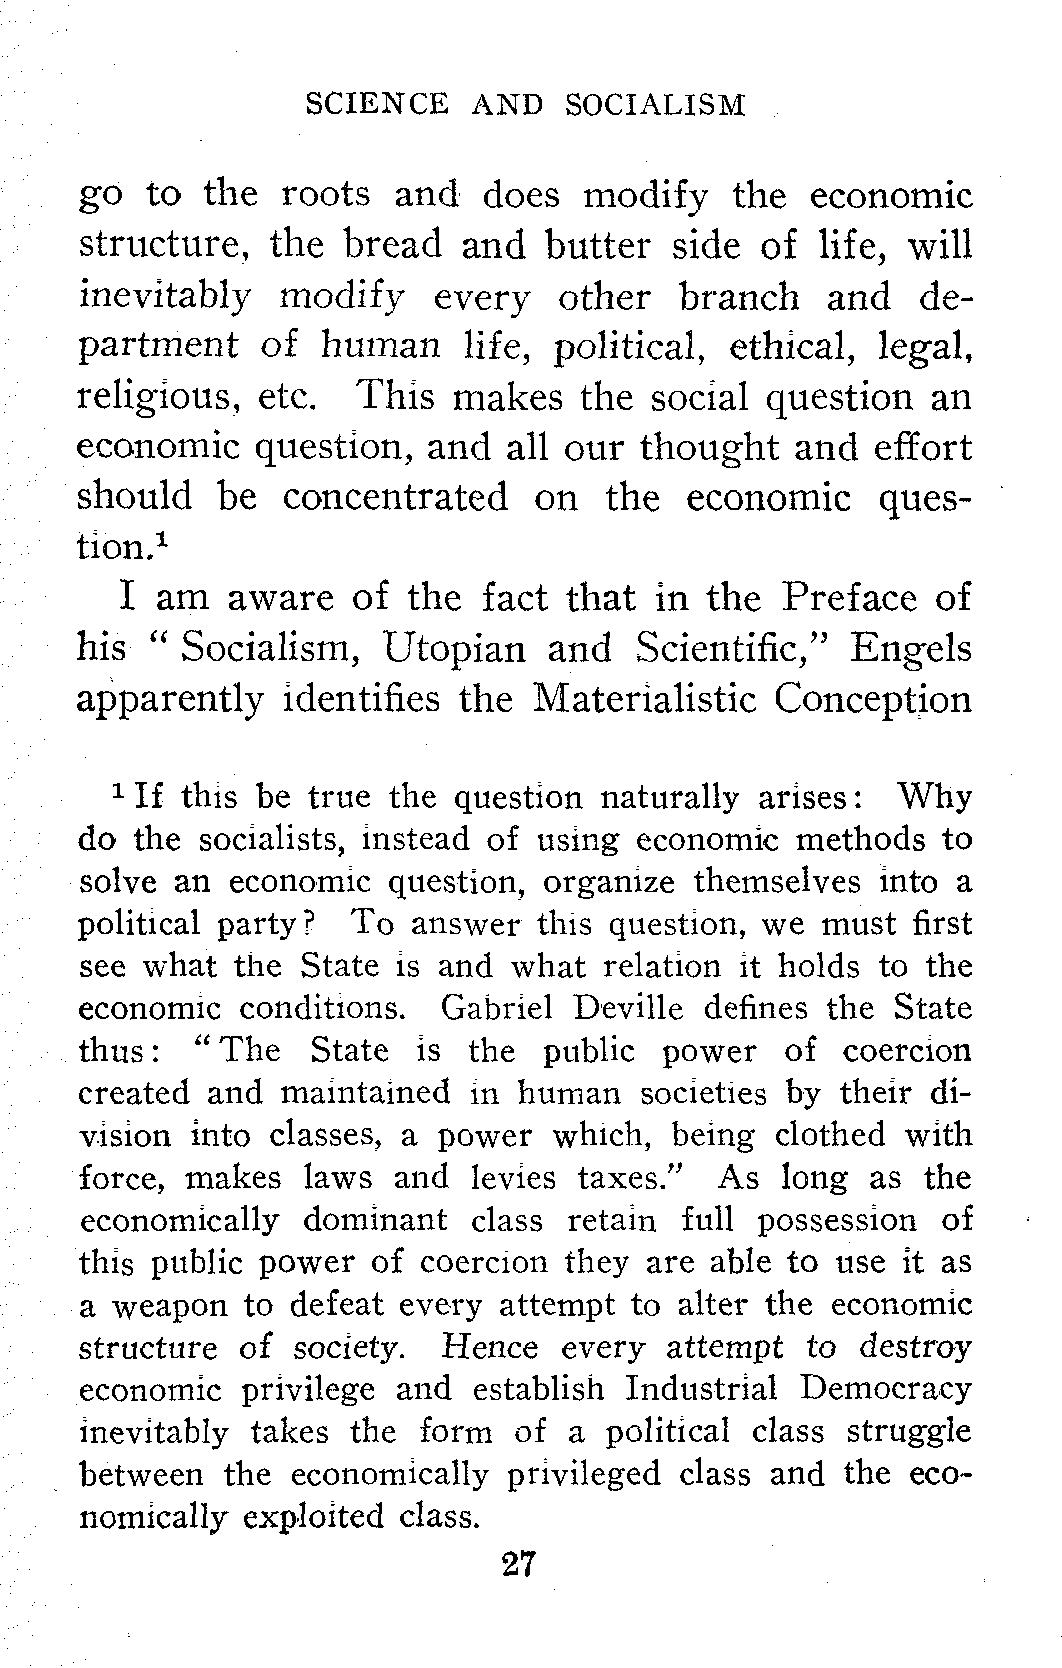 SCIENCE AND SOCIALISM
go to the roots and does modify the economic
structure, the bread and butter side of life, will
inevitably modify every other branch and de-
partment of human life, political, ethical, legal,
religious, etc. This makes the social question an
economic question, and all our thought and effort
should be concentrated on the economic ques-
tion.¹
I am aware of the fact that in the Preface of
his “ Socialism, Utopian and Scientific,” Engels
apparently identifies the Materialistic Conception
¹ If this be true the question naturally arises: Why
do the socialists, instead of using economic methods to
solve an economic question, organize themselves into a
political party? To answer this question, we must first
see what the State is and what relation it holds to the
economic conditions. Gabriel Deville defines the State
thus: “ The State is the public power of coercion
created and maintained in human societies by their di-
vision into classes, a power which, being clothed with
force, makes laws and levies taxes.” As long as the
economically dominant class retain full possession of
this public power of coercion they are able to use it as
a weapon to defeat every attempt to alter the economic
structure of society. Hence every attempt to destroy
economic privilege and establish Industrial Democracy
inevitably takes the form of a political class struggle
between the economically privileged class and the eco-
nomically exploited class.
27